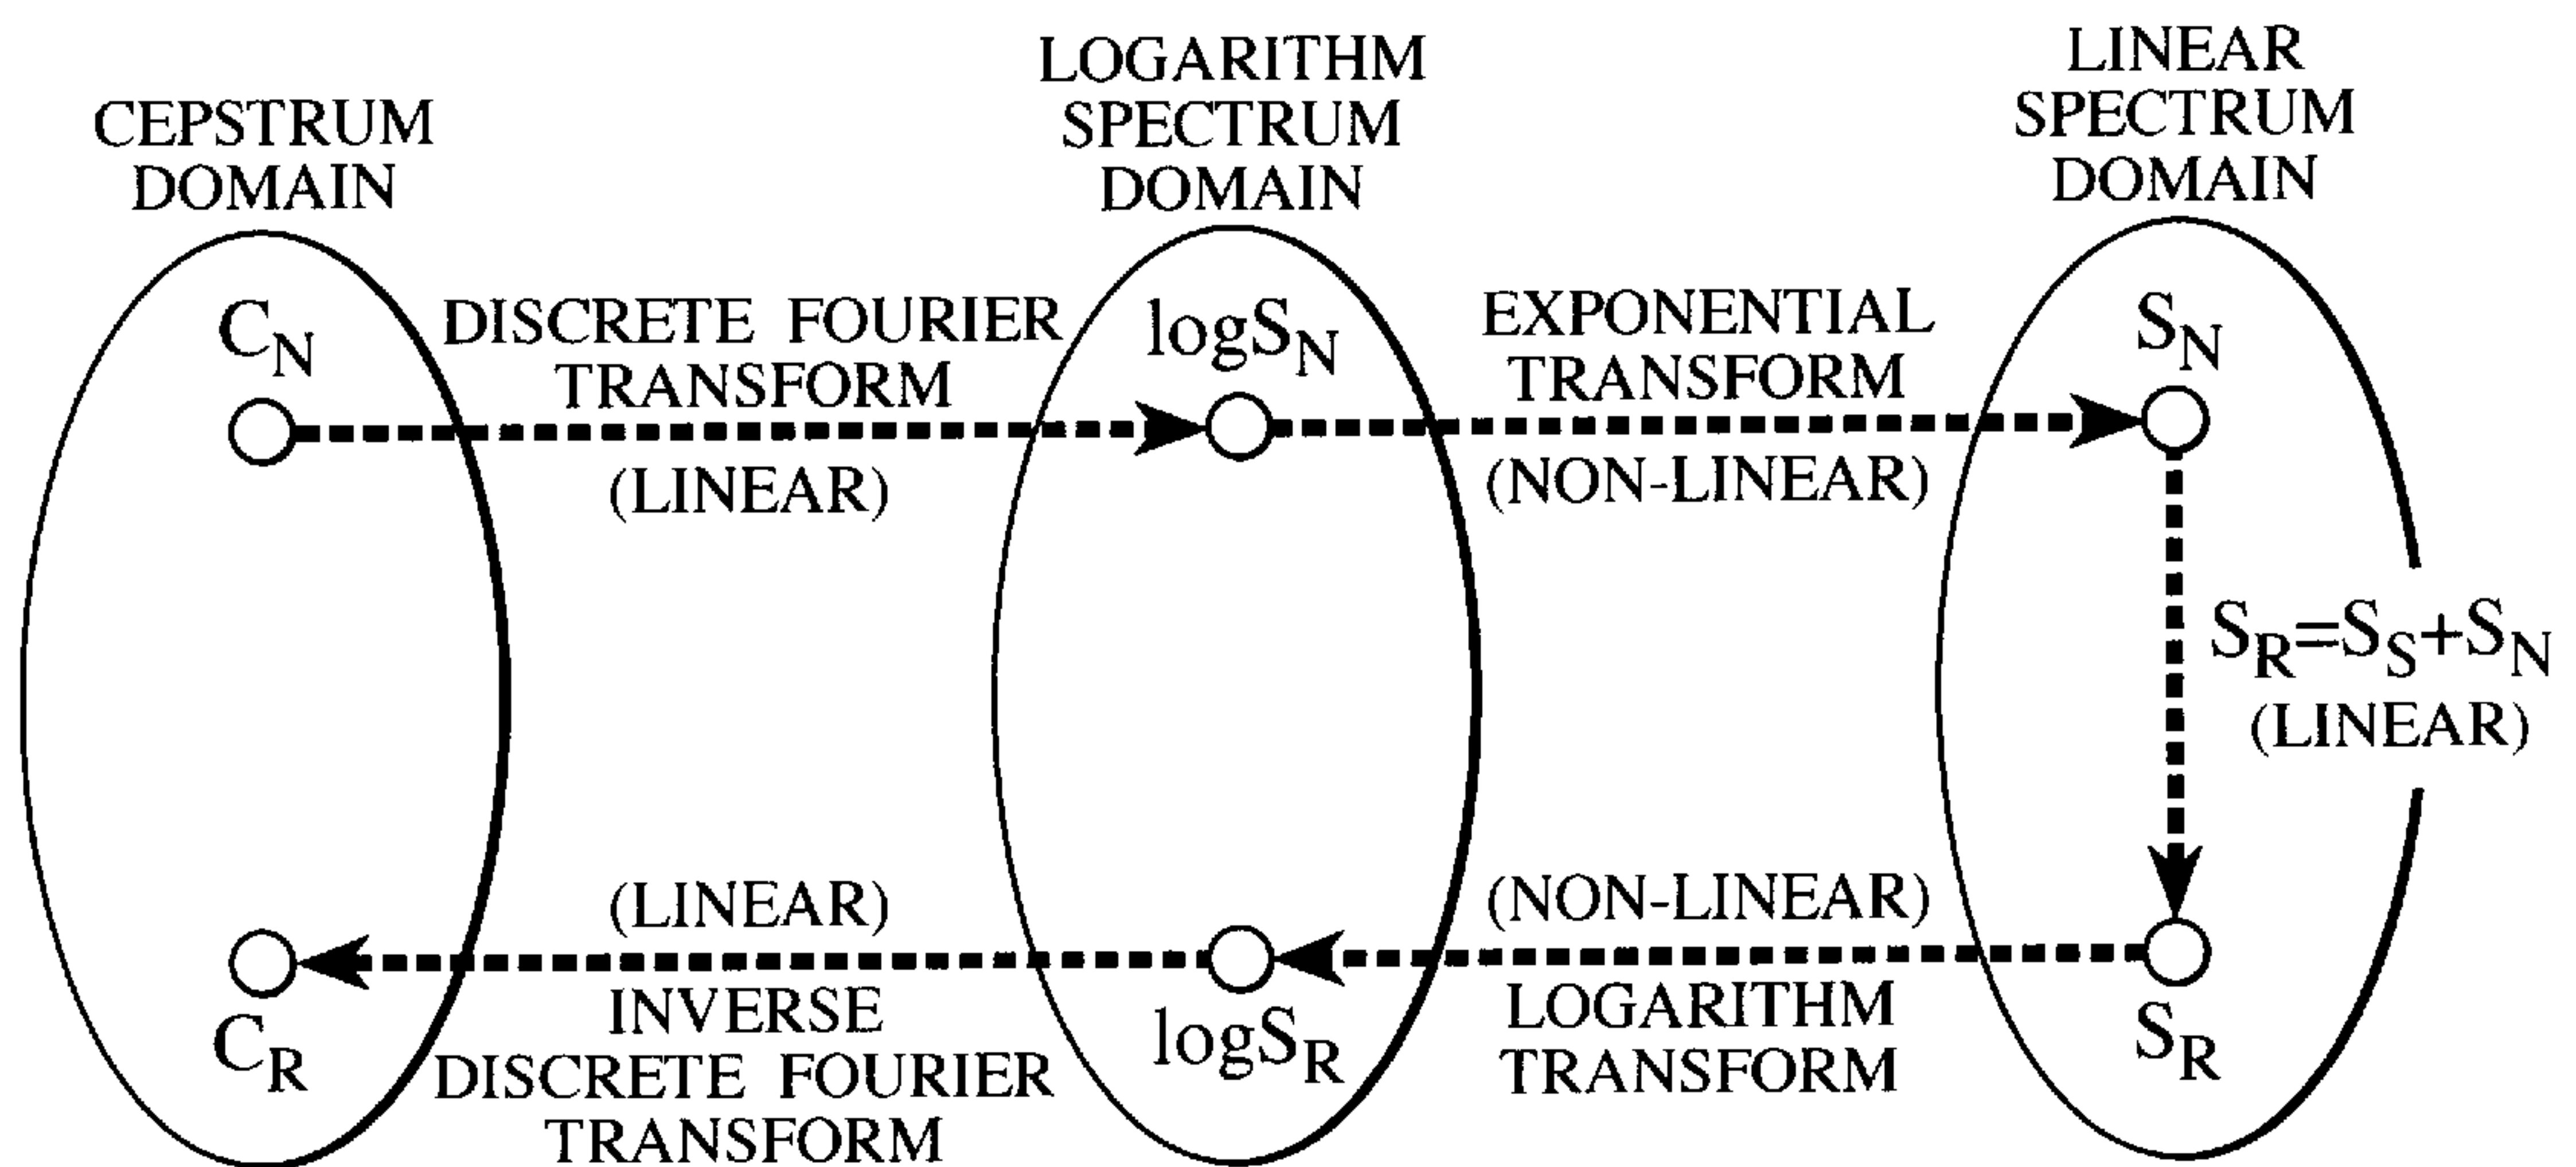 CEPSTRUM
DOMAIN
LOGARITHM
SPECTRUM
DOMAIN
LINEAR
SPECTRUM
DOMAIN
C_N
DISCRETE FOURIER
TRANSFORM
(LINEAR)
logS_N
EXPONENTIAL
TRANSFORM
(NON-LINEAR)
S_N
S_R=S_S+S_N
(LINEAR)
(LINEAR)
INVERSE
DISCRETE FOURIER
TRANSFORM
C_R
logS_R
(NON-LINEAR)
LOGARITHM
TRANSFORM
S_R